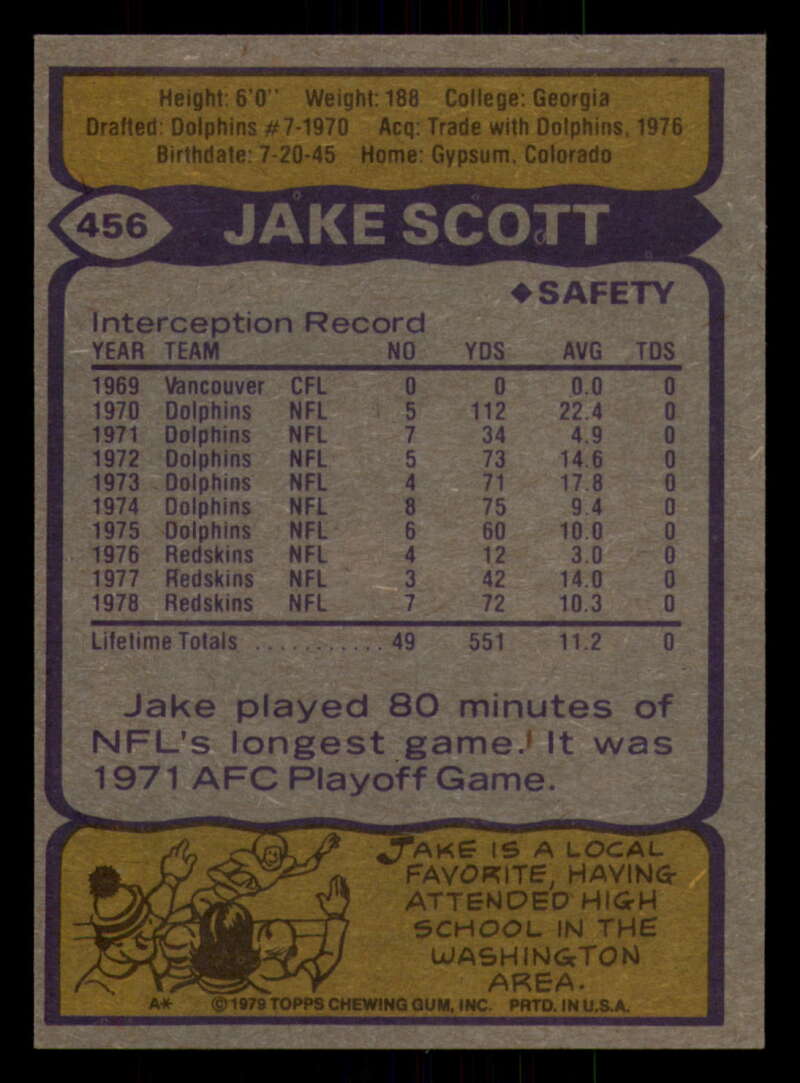 Height: 6'0" Weight: 188 College: Georgia
Drafted: Dolphins #7-1970 Acq: Trade with Dolphins, 1976
Birthdate: 7-20-45 Home: Gypsum, Colorado
456 JAKE SCOTT
◆SAFETY
Interception Record
YEAR TEAM NO YDS AVG TDS
1969 Vancouver CFL 0 0 0.0 0
1970 Dolphins NFL 5 112 22.4 0
1971 Dolphins NFL 7 34 4.9 0
1972 Dolphins NFL 5 73 14.6 0
1973 Dolphins NFL 4 71 17.8 0
1974 Dolphins NFL 8 75 9.4 0
1975 Dolphins NFL 6 60 10.0 0
1976 Redskins NFL 4 12 3.0 0
1977 Redskins NFL 3 42 14.0 0
1978 Redskins NFL 7 72 10.3 0
Lifetime Totals ........... 49 551 11.2 0
Jake played 80 minutes of
NFL's longest game. It was
1971 AFC Playoff Game.
JAKE IS A LOCAL
FAVORITE, HAVING
ATTENDED HIGH
SCHOOL IN THE
WASHINGTON
AREA.
A* ©1979 TOPPS CHEWING GUM, INC. PRTD. IN U.S.A.